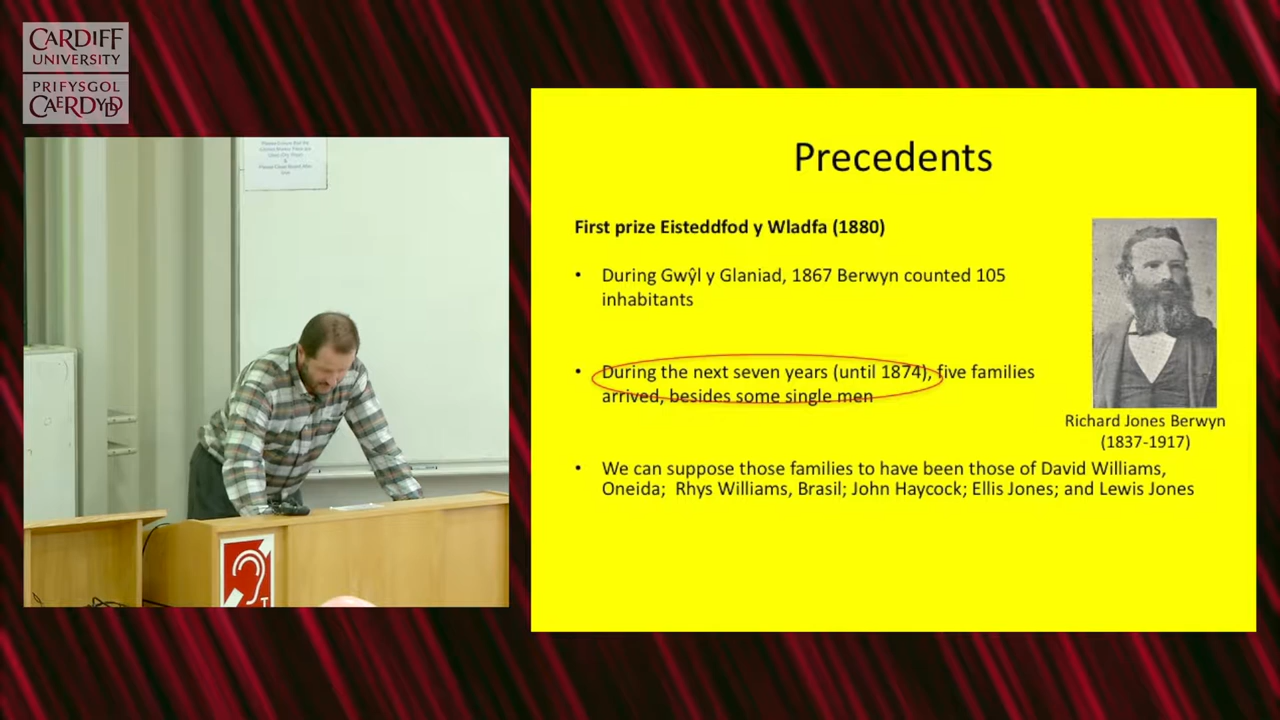 CARDIFF
UNIVERSITY
PRIFYSGOL
CAERDYDD
Precedents
First prize Eisteddfod y Wladfa (1880)
• During Gwŷl y Glaniad, 1867 Berwyn counted 105
inhabitants
• During the next seven years (until 1874), five families
arrived, besides some single men
Richard Jones Berwyn
(1837-1917)
• We can suppose those families to have been those of David Williams,
Oneida; Rhys Williams, Brasil; John Haycock; Ellis Jones; and Lewis Jones
T